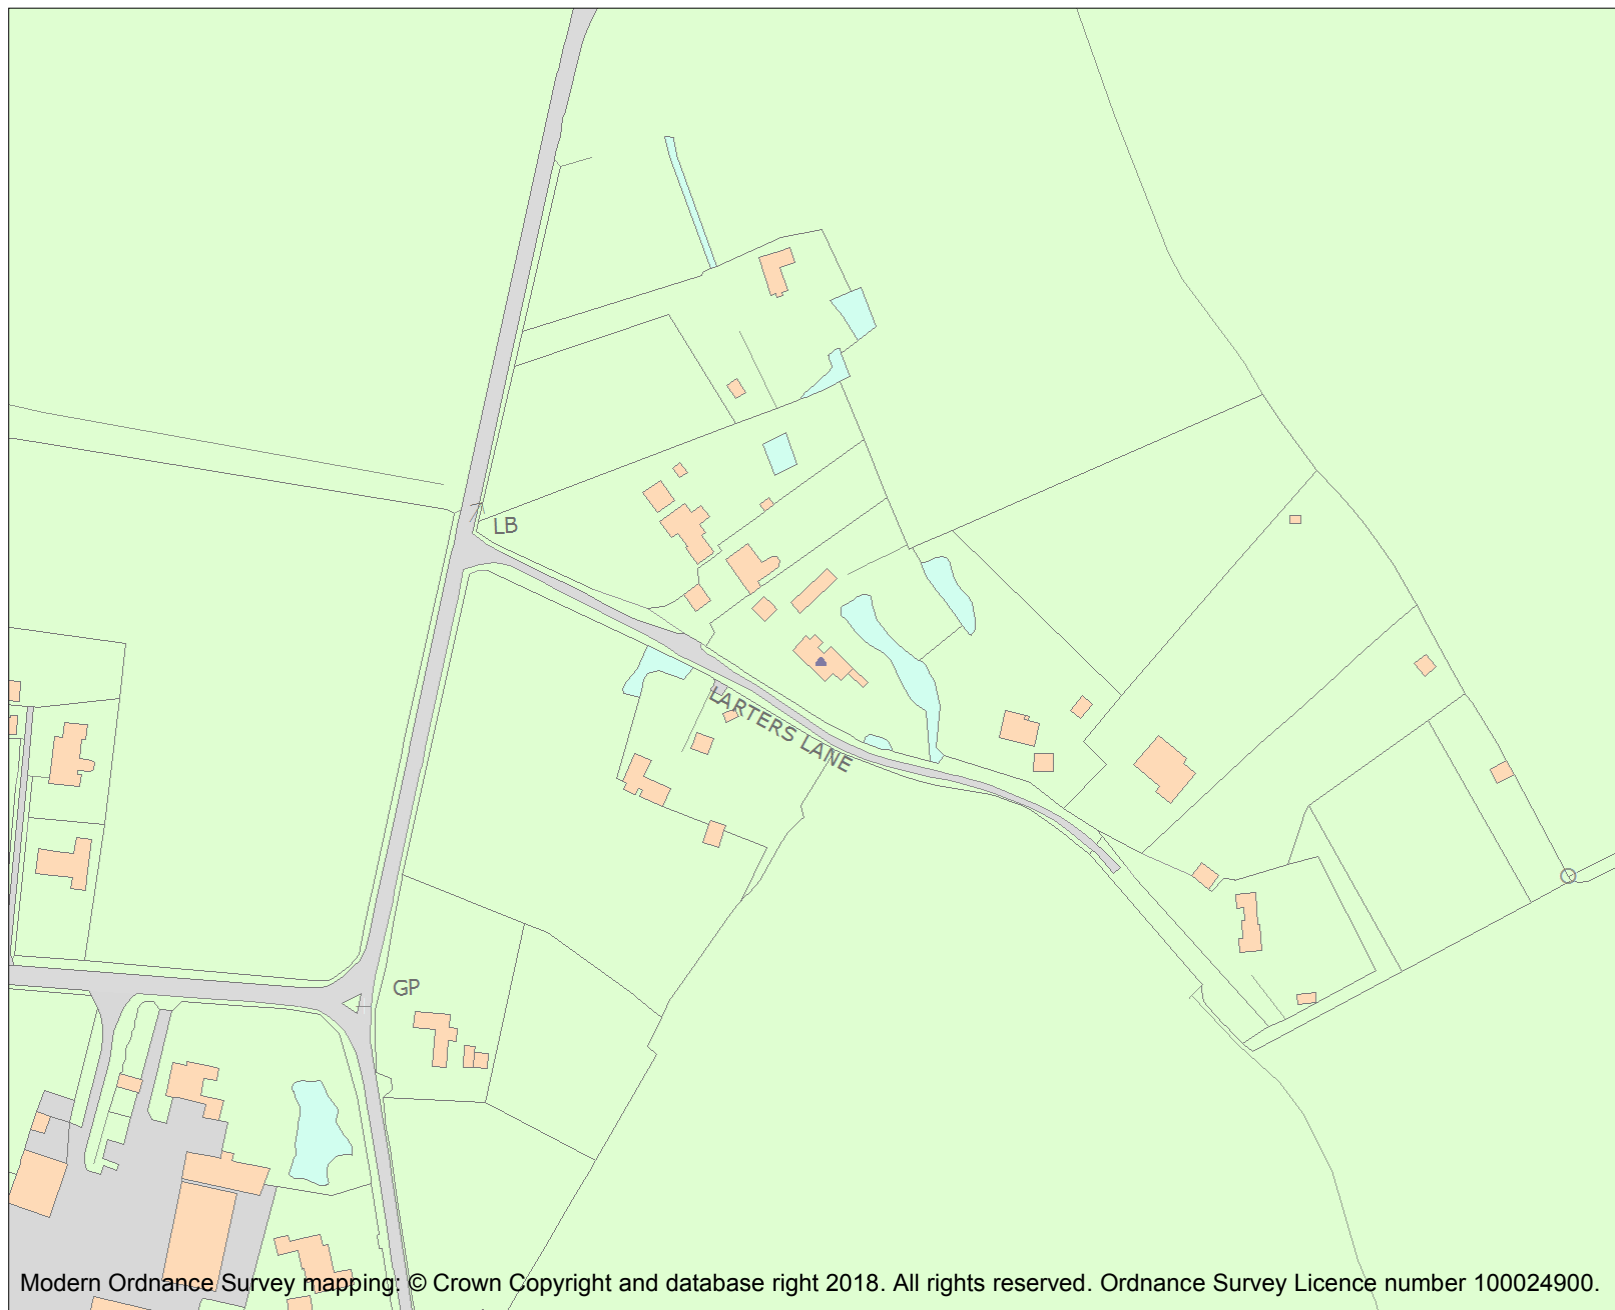 LB
LARTERS LANE
GP
Modern Ordnance Survey mapping: © Crown Copyright and database right 2018. All rights reserved. Ordnance Survey Licence number 100024900.